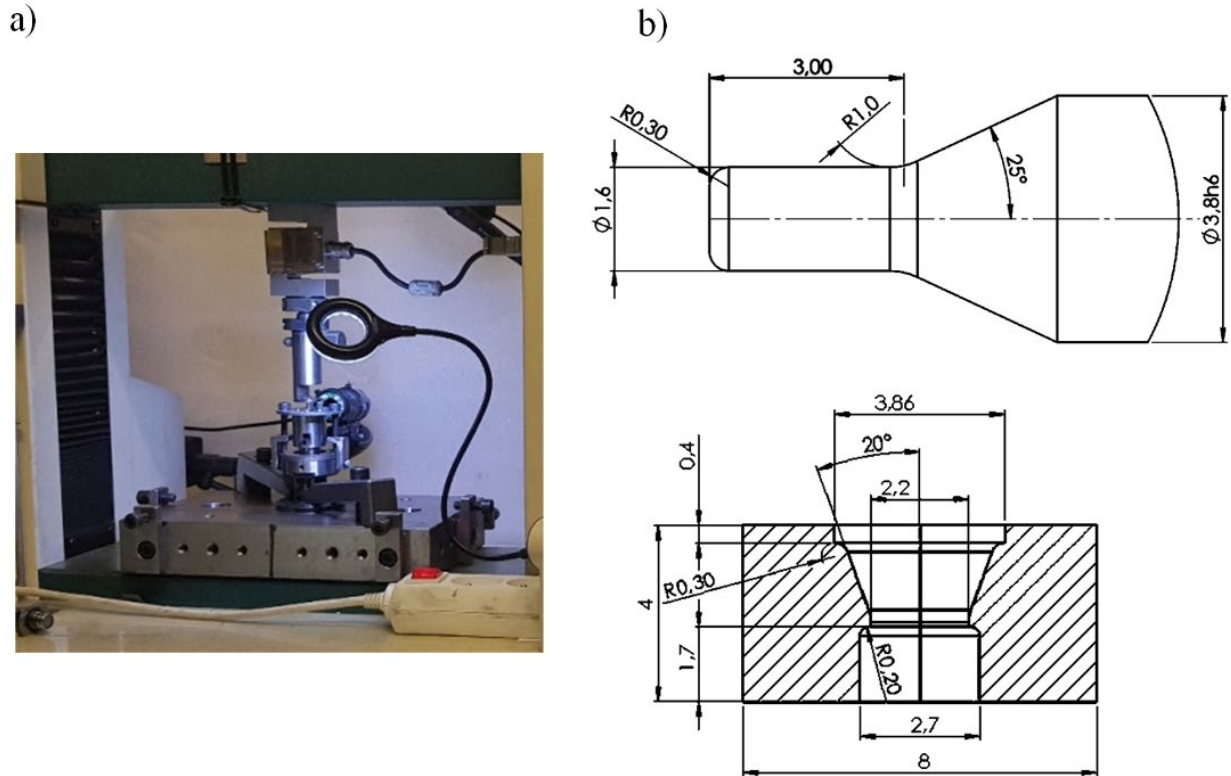 a)
b)
3,00
R0,30
R1,0
25°
Ø1,6
Ø3,8h6
3,86
20°
0,4
2,2
R0,30
4
1,7
R0,20
2,7
8